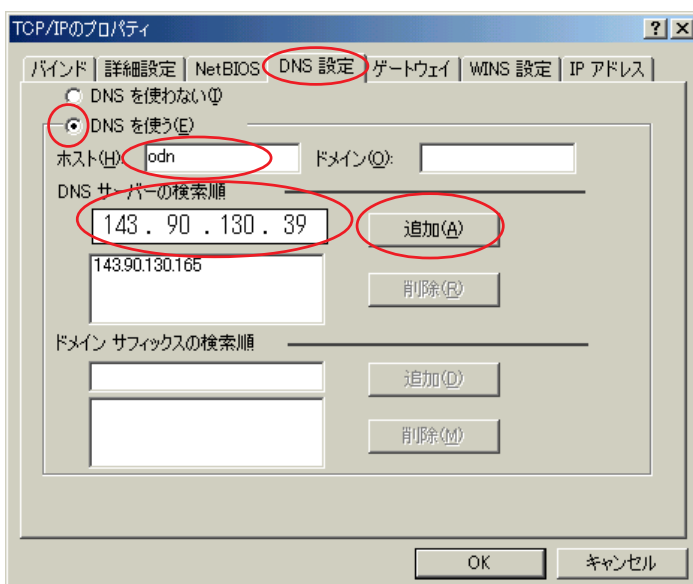 TCP/IPのプロパティ ? ×
バインド 詳細設定 NetBIOS DNS 設定 ゲートウェイ WINS 設定 IP アドレス
DNS を使わない(I)
DNS を使う(E)
ホスト(H): odn ドメイン(O):
DNS サーバーの検索順
143 . 90 . 130 . 39 追加(A)
143.90.130.165
削除(R)
ドメイン サフィックスの検索順
追加(D)
削除(M)
OK キャンセル